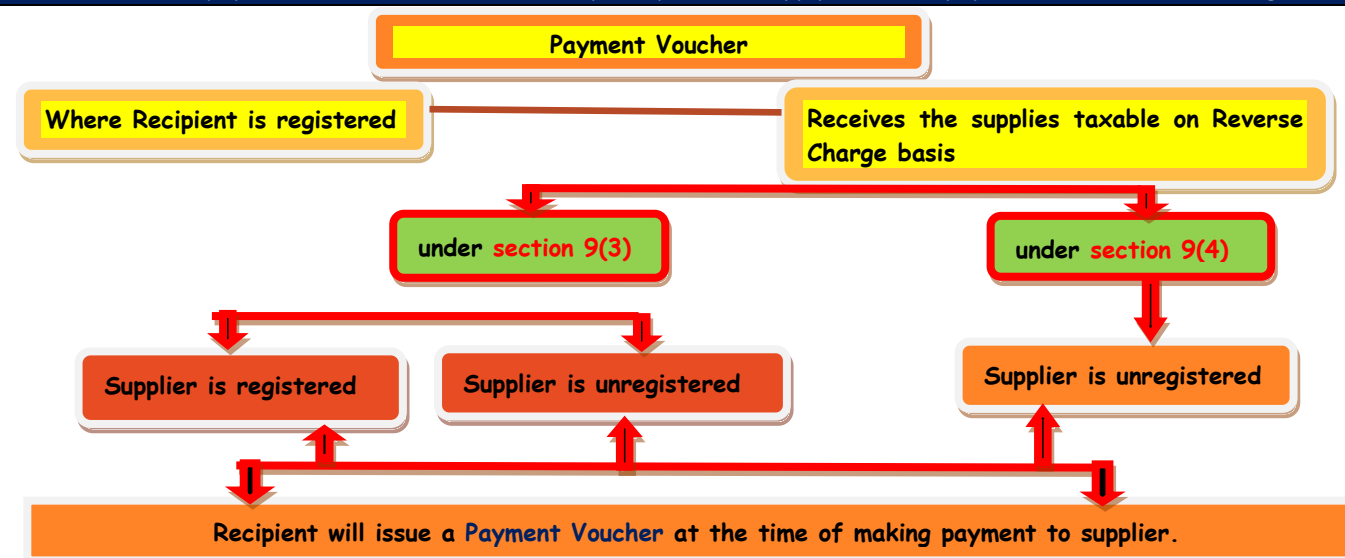 Payment Voucher
Where Recipient is registered
Receives the supplies taxable on Reverse
Charge basis
under section 9(3)
under section 9(4)
Supplier is registered
Supplier is unregistered
Supplier is unregistered
Recipient will issue a Payment Voucher at the time of making payment to supplier.